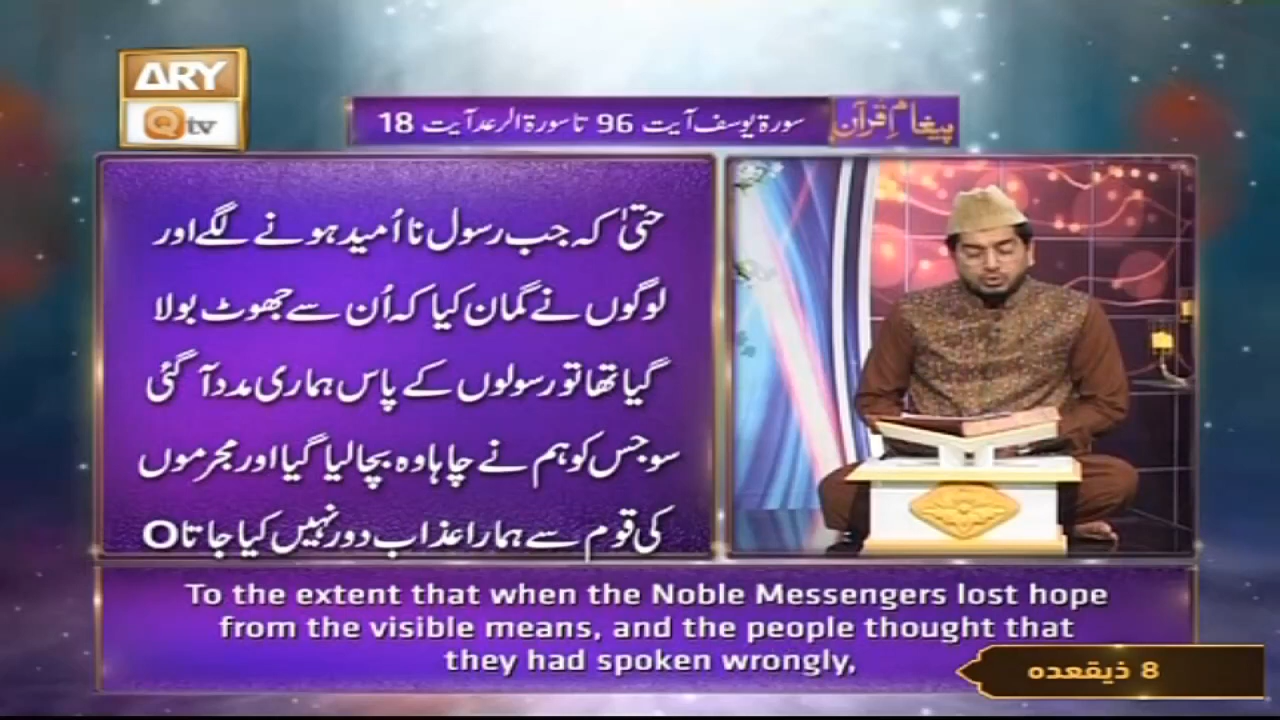 ARY
Qtv
پیغامِ قرآن
سورۃ یوسف آیت 96 تا سورۃ الرعد آیت 18
حتیٰ کہ جب رسول نا اُمید ہونے لگے اور
لوگوں نے گمان کیا کہ اُن سے جھوٹ بولا
گیا تھا تو رسولوں کے پاس ہماری مدد آ گئی
سو جس کو ہم نے چاہا وہ بچا لیا گیا اور مجرموں
کی قوم سے ہمارا عذاب دور نہیں کیا جاتاO
To the extent that when the Noble Messengers lost hope
from the visible means, and the people thought that
they had spoken wrongly,
8 ذیقعدہ